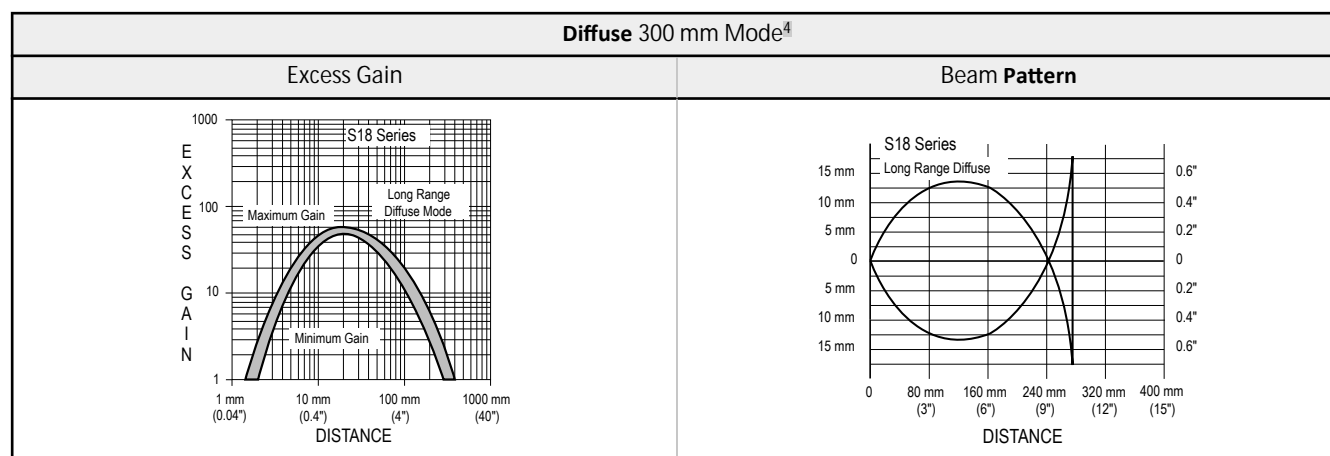 Diffuse 300 mm Mode4
Excess Gain
Beam Pattern
EXCESS GAIN
1000
100
10
1
S18 Series
Long Range
Diffuse Mode
Maximum Gain
Minimum Gain
1 mm
(0.04")
10 mm
(0.4")
100 mm
(4")
1000 mm
(40")
DISTANCE
S18 Series
Long Range Diffuse
15 mm
10 mm
5 mm
0
5 mm
10 mm
15 mm
0.6"
0.4"
0.2"
0
0.2"
0.4"
0.6"
0
80 mm
(3")
160 mm
(6")
240 mm
(9")
320 mm
(12")
400 mm
(15")
DISTANCE